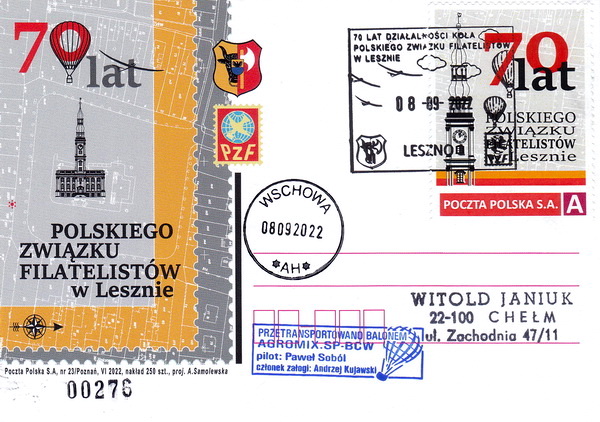 70 lat
PZF
POLSKIEGO
ZWIĄZKU
FILATELISTÓW
w Lesznie
Poczta Polska S.A, nr 23/Poznań, VI 2022, nakład 250 szt., proj. A.Samolewska
00276
70 LAT DZIAŁALNOŚCI KOŁA
POLSKIEGO ZWIĄZKU FILATELISTÓW
W LESZNIE
08-09-2022
LESZNO 1
70
lat
POLSKIEGO
ZWIĄZKU
FILATELISTÓW
w Lesznie
POCZTA POLSKA S.A. A
WSCHOWA
08092022
*AH*
WITOLD JANIUK
22-100 CHEŁM
ul. Zachodnia 47/11
PRZETRANSPORTOWANO BALONEM
AGROMIX.SP-BCW
pilot: Paweł Soból
członek załogi: Andrzej Kujawski